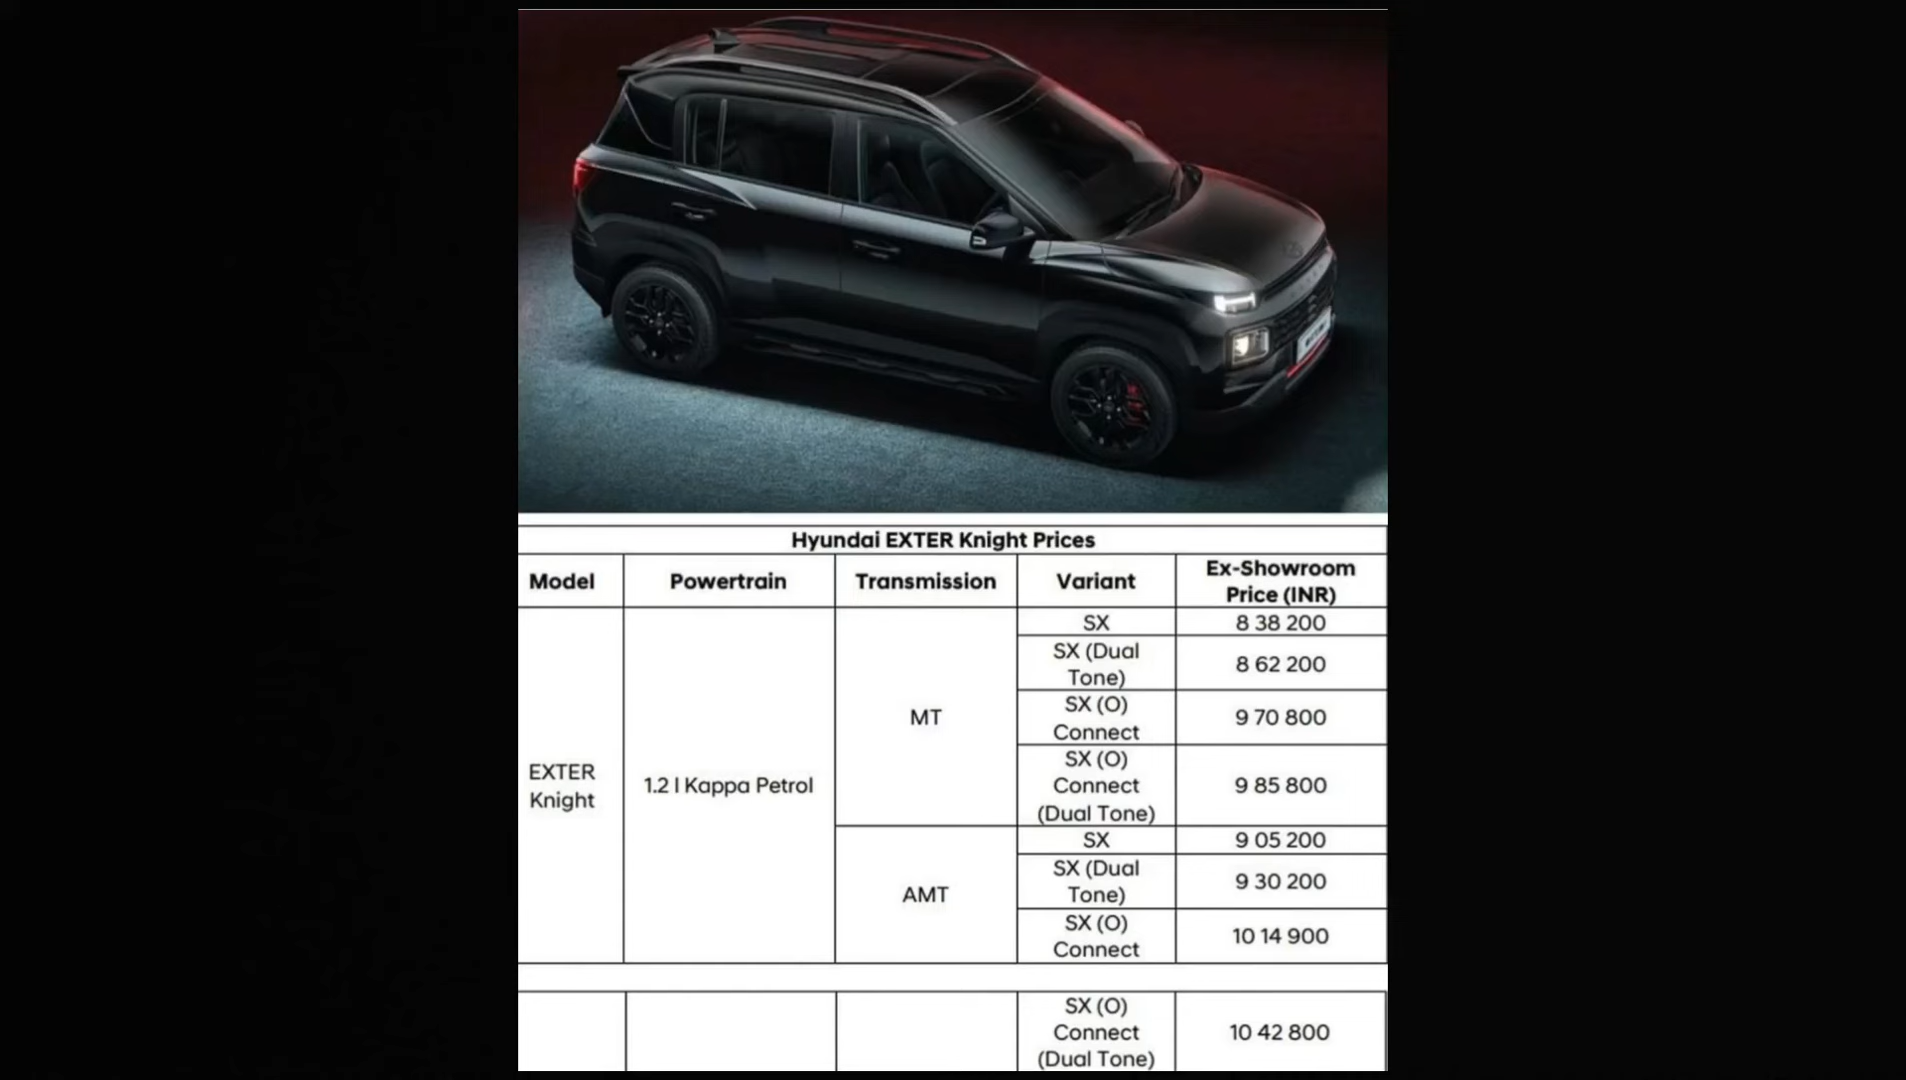 Hyundai EXTER Knight Prices
Model
Powertrain
Transmission
Variant
Ex-Showroom
Price (INR)
EXTER
Knight
1.2 l Kappa Petrol
MT
SX
8 38 200
SX (Dual
Tone)
8 62 200
SX (O)
Connect
9 70 800
SX (O)
Connect
(Dual Tone)
9 85 800
AMT
SX
9 05 200
SX (Dual
Tone)
9 30 200
SX (O)
Connect
10 14 900
SX (O)
Connect
(Dual Tone)
10 42 800